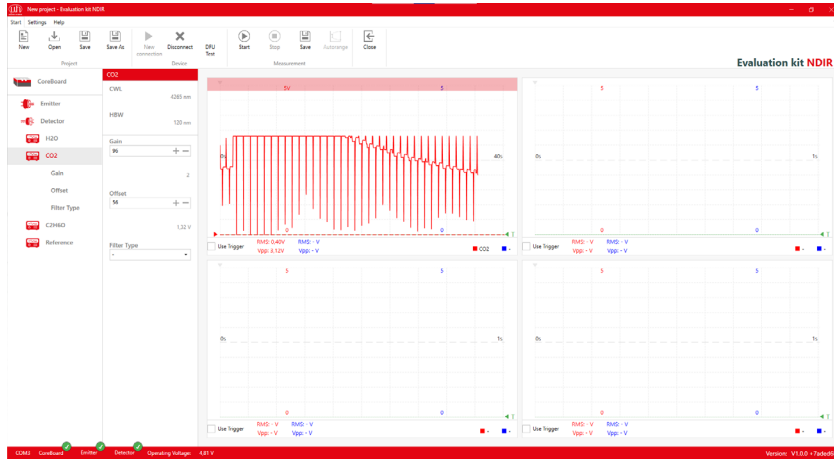 New project - Evaluation kit NDIR
Start Settings Help
New Open Save Save As New connection Disconnect DFU Test Start Stop Save Autorange Close
Project Device Measurement
Evaluation kit NDIR
CoreBoard
Emitter
Detector
H2O
CO2
Gain
Offset
Filter Type
C2H6O
Reference
CO2
CWL
4265 nm
HBW
120 nm
Gain
96
Offset
56
1,32 V
Filter Type
-
5V 5
0s 40s
0 0
Use Trigger RMS: 0.40V RMS: - V CO2 -
Vpp: 3.12V Vpp: - V
5 5
0s 1s
0 0
Use Trigger RMS: - V RMS: - V - -
Vpp: - V Vpp: - V
5 5
0s 1s
0 0
Use Trigger RMS: - V RMS: - V - -
Vpp: - V Vpp: - V
5 5
0s 1s
0 0
Use Trigger RMS: - V RMS: - V - -
Vpp: - V Vpp: - V
COM3 CoreBoard Emitter Detector Operating Voltage: 4,81 V
Version: V1.0.0